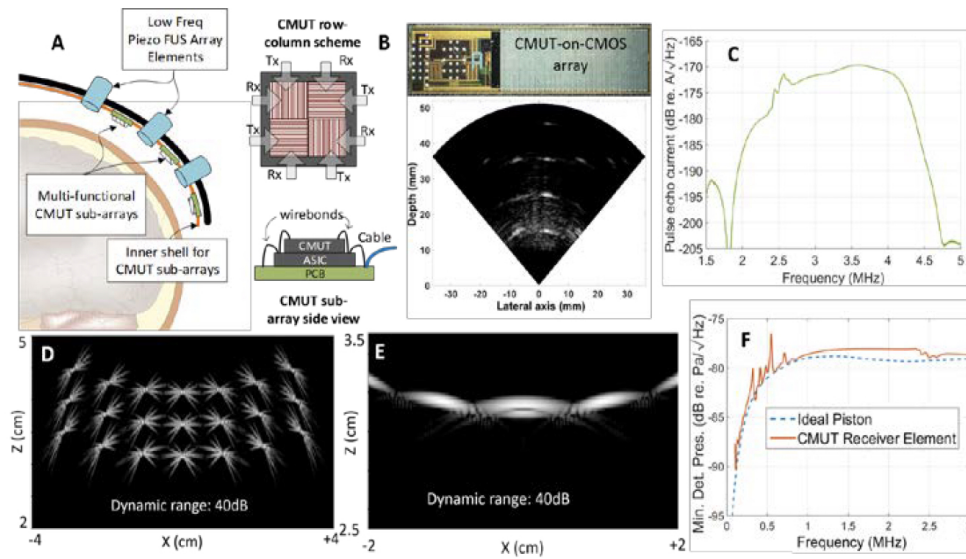 A
Low Freq
Piezo FUS Array
Elements
Multi-functional
CMUT sub-arrays
Inner shell for
CMUT sub-arrays
CMUT row-
column scheme
Tx
Rx
Rx
Tx
Tx
Rx
Rx
Tx
wirebonds
Cable
CMUT
ASIC
PCB
CMUT sub-
array side view
B
CMUT-on-CMOS
array
Depth (mm)
50
40
30
20
10
0
-30
-20
-10
0
10
20
30
Lateral axis (mm)
C
Pulse echo current (dB re. A/√Hz)
-165
-170
-175
-180
-185
-190
-195
-200
-205
1.5
2
2.5
3
3.5
4
4.5
5
Frequency (MHz)
D
5
Z (cm)
2
Dynamic range: 40dB
-4
X (cm)
+4
E
3.5
Z (cm)
2.5
Dynamic range: 40dB
-2
X (cm)
+2
F
Min. Det. Pres. (dB re. Pa/√Hz)
-75
-80
-85
-90
-95
Ideal Piston
CMUT Receiver Element
0
0.5
1
1.5
2
2.5
Frequency (MHz)